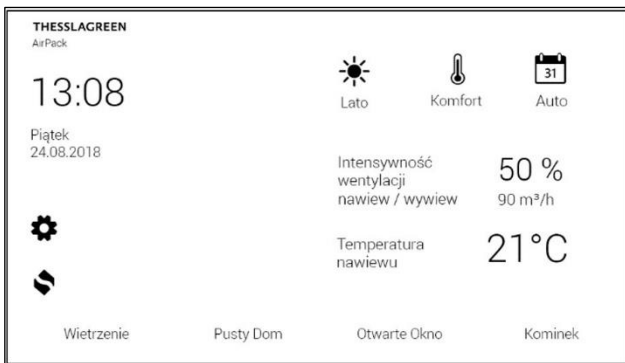 THESSLAGREEN
AirPack
13:08
Piątek
24.08.2018
31
Lato
Komfort
Auto
Intensywność
wentylacji
nawiew / wywiew
50 %
90 m³/h
Temperatura
nawiewu
21°C
Wietrzenie
Pusty Dom
Otwarte Okno
Kominek